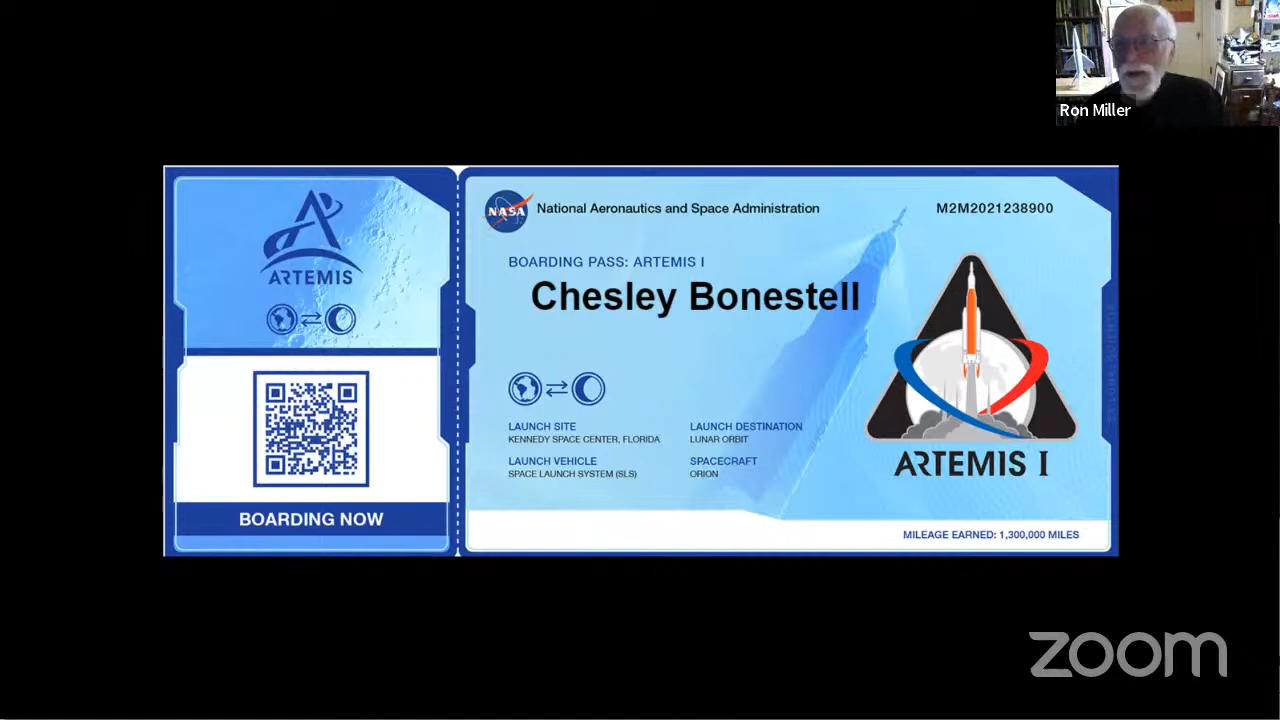 Ron Miller
ARTEMIS
BOARDING NOW
NASA
National Aeronautics and Space Administration
M2M2021238900
BOARDING PASS: ARTEMIS I
Chesley Bonestell
LAUNCH SITE
KENNEDY SPACE CENTER, FLORIDA
LAUNCH DESTINATION
LUNAR ORBIT
LAUNCH VEHICLE
SPACE LAUNCH SYSTEM (SLS)
SPACECRAFT
ORION
ARTEMIS I
MILEAGE EARNED: 1,300,000 MILES
zoom